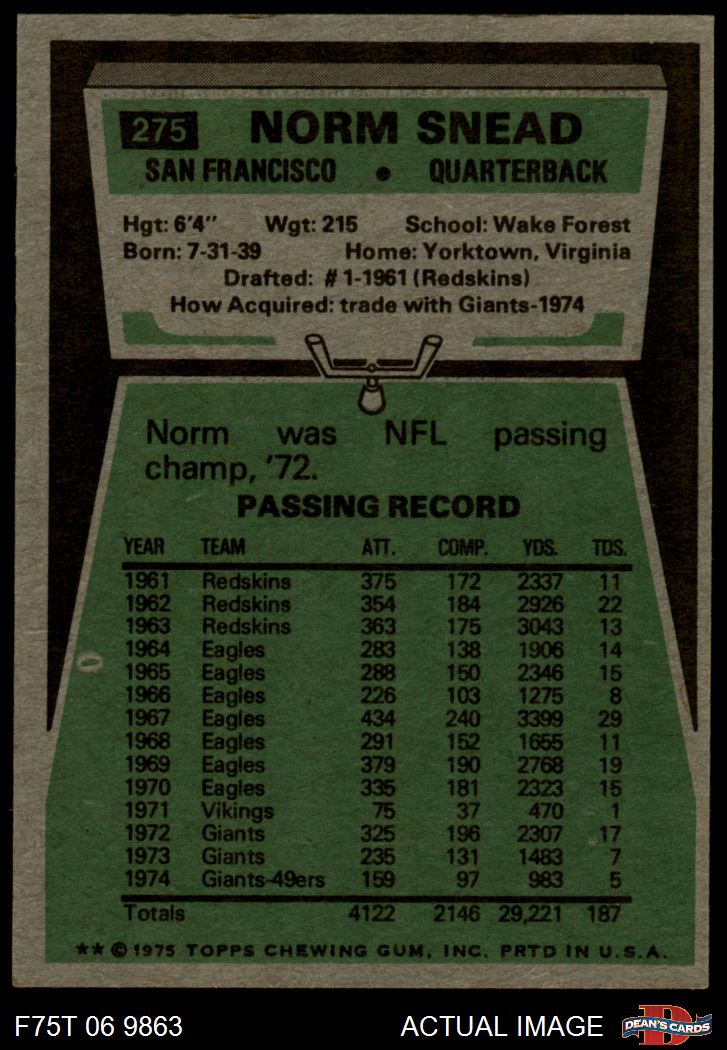 275 NORM SNEAD
SAN FRANCISCO • QUARTERBACK
Hgt: 6'4" Wgt: 215 School: Wake Forest
Born: 7-31-39 Home: Yorktown, Virginia
Drafted: #1-1961 (Redskins)
How Acquired: trade with Giants-1974
Norm was NFL passing
champ, '72.
PASSING RECORD
YEAR TEAM ATT. COMP. YDS. TDS.
1961 Redskins 375 172 2337 11
1962 Redskins 354 184 2926 22
1963 Redskins 363 175 3043 13
1964 Eagles 283 138 1906 14
1965 Eagles 288 150 2346 15
1966 Eagles 226 103 1275 8
1967 Eagles 434 240 3399 29
1968 Eagles 291 152 1655 11
1969 Eagles 379 190 2768 19
1970 Eagles 335 181 2323 15
1971 Vikings 75 37 470 1
1972 Giants 325 196 2307 17
1973 Giants 235 131 1483 7
1974 Giants-49ers 159 97 983 5
Totals 4122 2146 29,221 187
** © 1975 TOPPS CHEWING GUM, INC. PRTD IN U.S.A.
F75T 06 9863 ACTUAL IMAGE DEAN'S CARDS